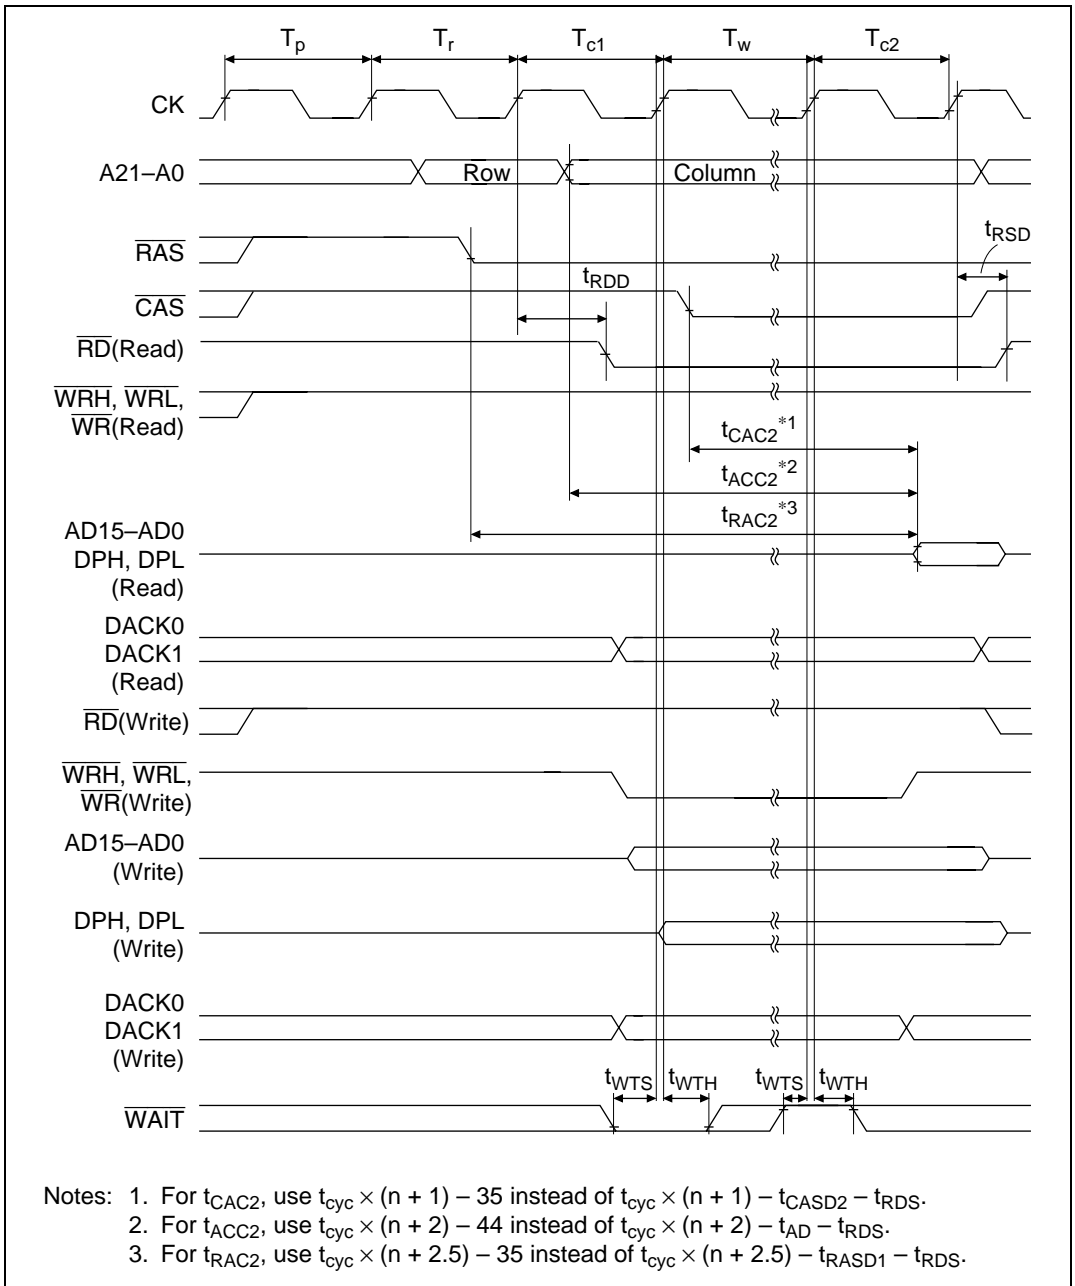 Tp Tr Tc1 Tw Tc2
CK
A21–A0 Row Column
RAS
tRSD
tRDD
CAS
RD(Read)
WRH, WRL,
WR(Read)
tCAC2*1
tACC2*2
tRAC2*3
AD15–AD0
DPH, DPL
(Read)
DACK0
DACK1
(Read)
RD(Write)
WRH, WRL,
WR(Write)
AD15–AD0
(Write)
DPH, DPL
(Write)
DACK0
DACK1
(Write)
tWTS tWTH tWTS tWTH
WAIT
Notes: 1. For tCAC2, use tcyc × (n + 1) – 35 instead of tcyc × (n + 1) – tCASD2 – tRDS.
2. For tACC2, use tcyc × (n + 2) – 44 instead of tcyc × (n + 2) – tAD – tRDS.
3. For tRAC2, use tcyc × (n + 2.5) – 35 instead of tcyc × (n + 2.5) – tRASD1 – tRDS.